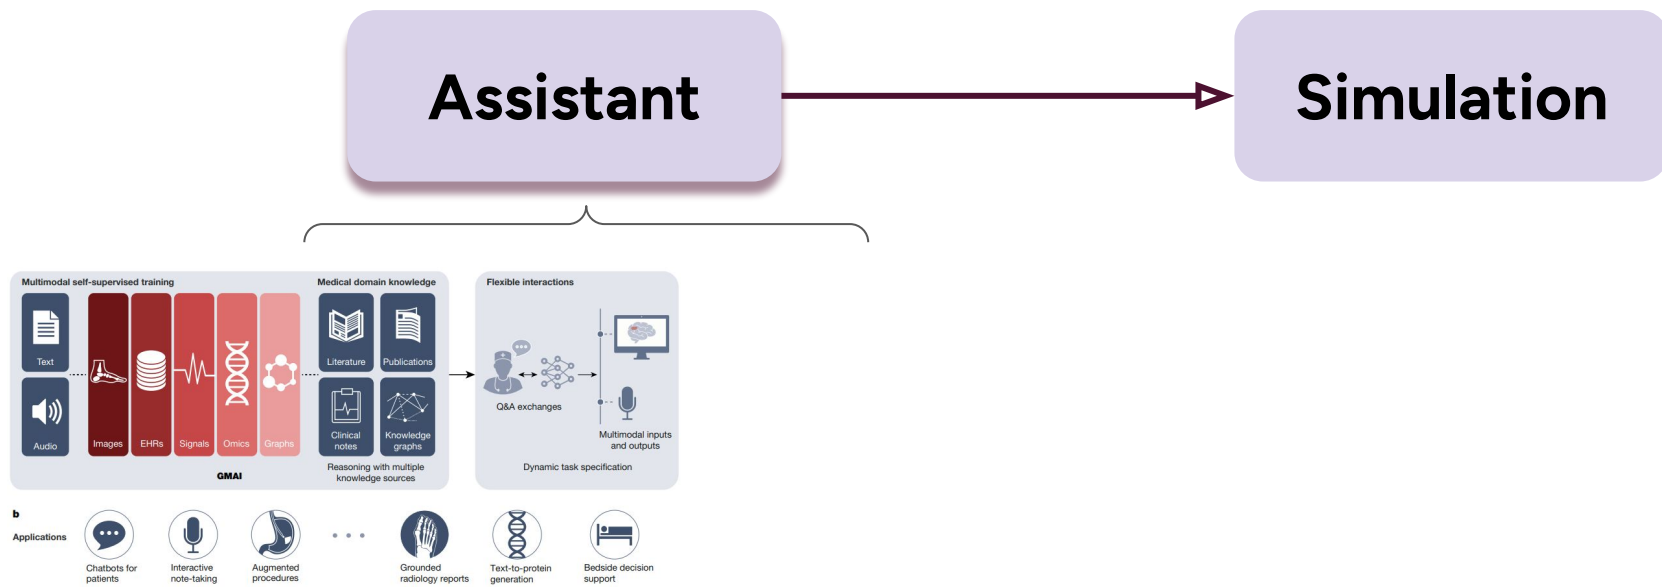 Assistant
Simulation
Multimodal self-supervised training
Medical domain knowledge
Flexible interactions
Text
Audio
Images
EHRs
Signals
Omics
Graphs
Literature
Publications
Clinical
notes
Knowledge
graphs
Reasoning with multiple
knowledge sources
GMAI
Q&A exchanges
Multimodal inputs
and outputs
Dynamic task specification
b
Applications
Chatbots for
patients
Interactive
note-taking
Augmented
procedures
Grounded
radiology reports
Text-to-protein
generation
Bedside decision
support